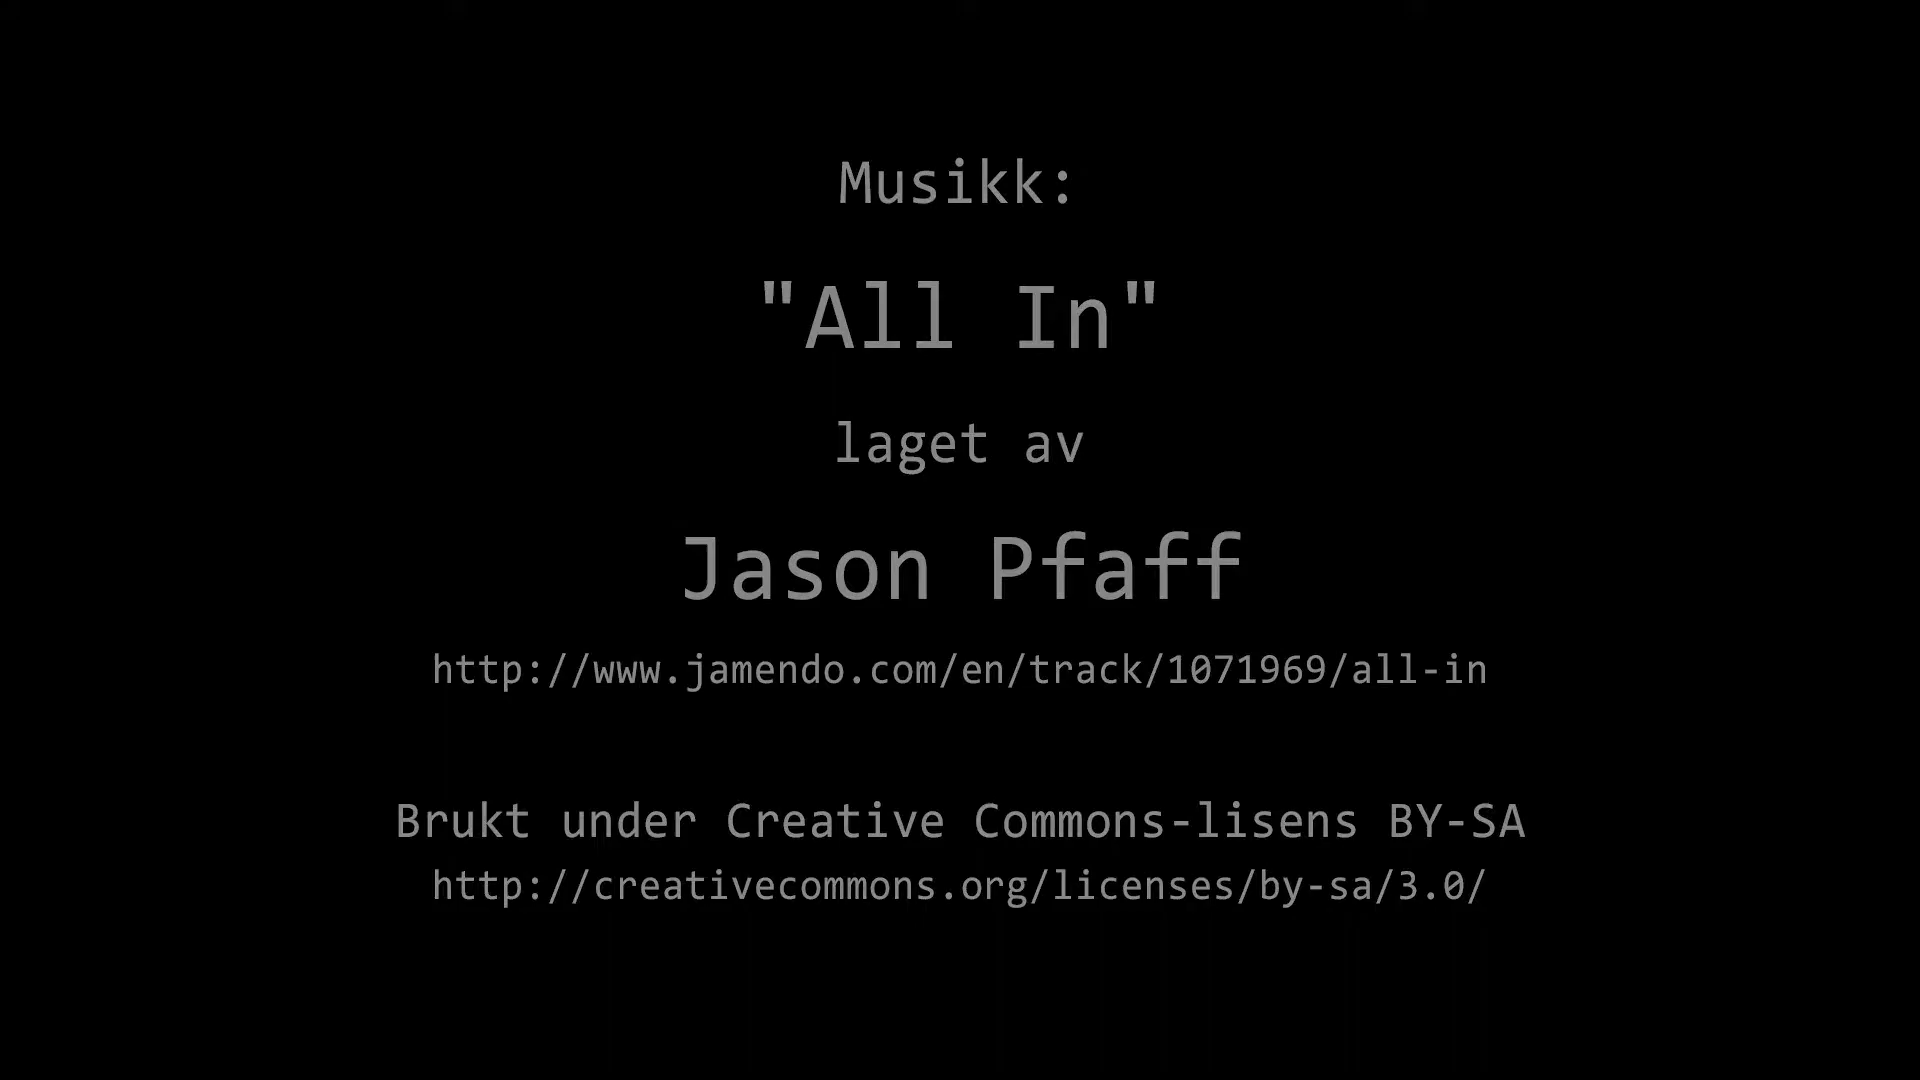 Musikk:
"All In"
laget av
Jason Pfaff
http://www.jamendo.com/en/track/1071969/all-in
Brukt under Creative Commons-lisens BY-SA
http://creativecommons.org/licenses/by-sa/3.0/